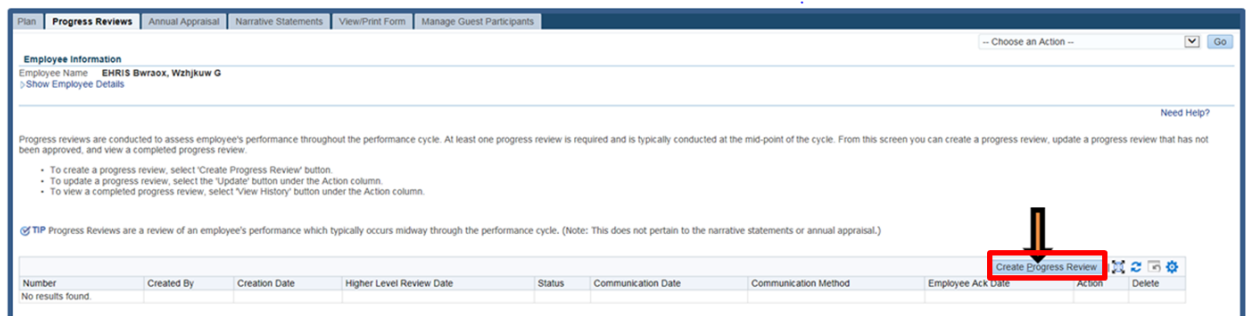 Plan Progress Reviews Annual Appraisal Narrative Statements View/Print Form Manage Guest Participants
-- Choose an Action -- Go
Employee Information
Employee Name EHRIS Bwraox, Wzhjkuw G
Show Employee Details
Need Help?
Progress reviews are conducted to assess employee's performance throughout the performance cycle. At least one progress review is required and is typically conducted at the mid-point of the cycle. From this screen you can create a progress review, update a progress review that has not
been approved, and view a completed progress review.
• To create a progress review, select 'Create Progress Review' button.
• To update a progress review, select the 'Update' button under the Action column.
• To view a completed progress review, select 'View History' button under the Action column.
TIP Progress Reviews are a review of an employee's performance which typically occurs midway through the performance cycle. (Note: This does not pertain to the narrative statements or annual appraisal.)
Create Progress Review
Number Created By Creation Date Higher Level Review Date Status Communication Date Communication Method Employee Ack Date Action Delete
No results found.